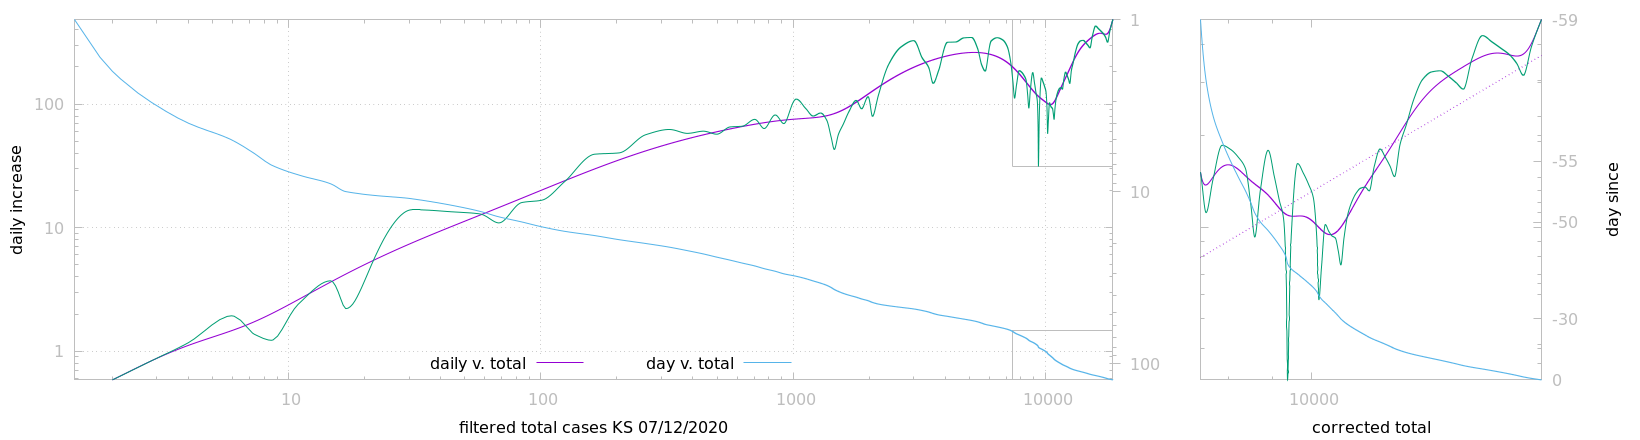 daily increase
100
10
1
10
100
1000
10000
1
10
100
daily v. total
day v. total
filtered total cases KS 07/12/2020
10000
-59
-55
-50
-30
0
day since
corrected total